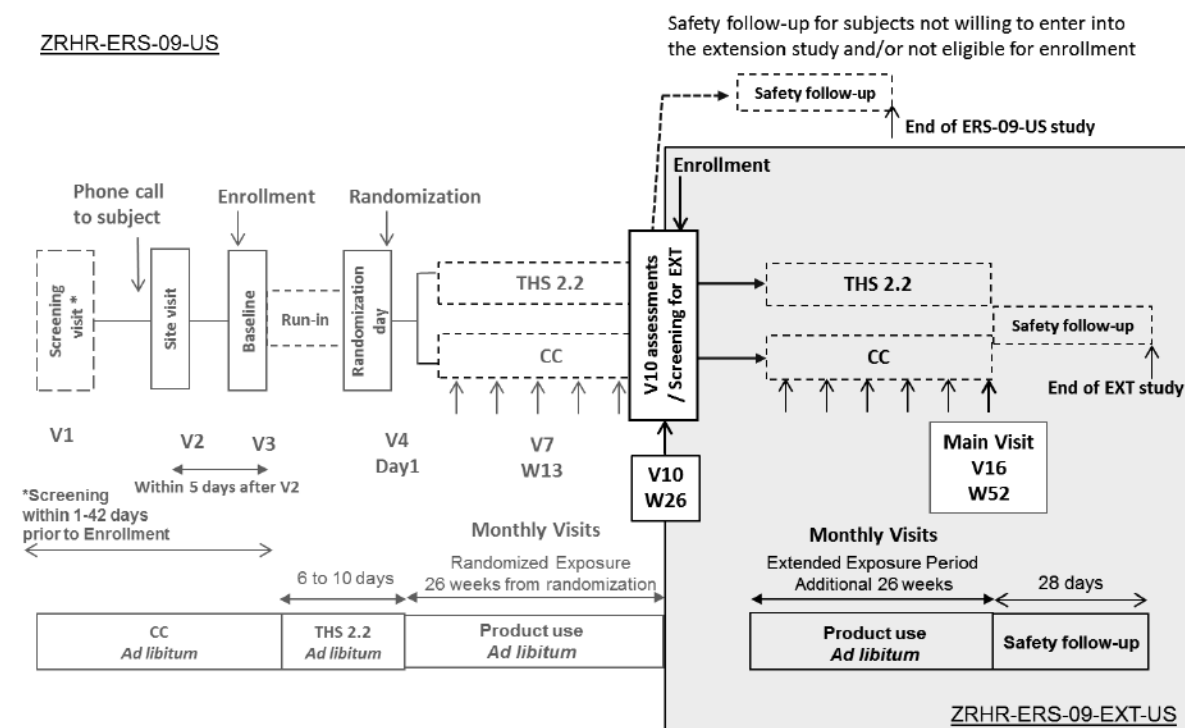 ZRHR-ERS-09-US
Safety follow-up for subjects not willing to enter into
the extension study and/or not eligible for enrollment
Safety follow-up
End of ERS-09-US study
Enrollment
Phone call
to subject
Enrollment
Randomization
Screening
visit *
Site visit
Baseline
Run-in
Randomization
day
THS 2.2
CC
V10 assessments
/ Screening for EXT
THS 2.2
CC
Safety follow-up
End of EXT study
V1
V2
V3
V4
Day1
V7
W13
V10
W26
Main Visit
V16
W52
Within 5 days after V2
*Screening
within 1-42 days
prior to Enrollment
Monthly Visits
Randomized Exposure
26 weeks from randomization
6 to 10 days
Monthly Visits
Extended Exposure Period
Additional 26 weeks
28 days
CC
Ad libitum
THS 2.2
Ad libitum
Product use
Ad libitum
Product use
Ad libitum
Safety follow-up
ZRHR-ERS-09-EXT-US